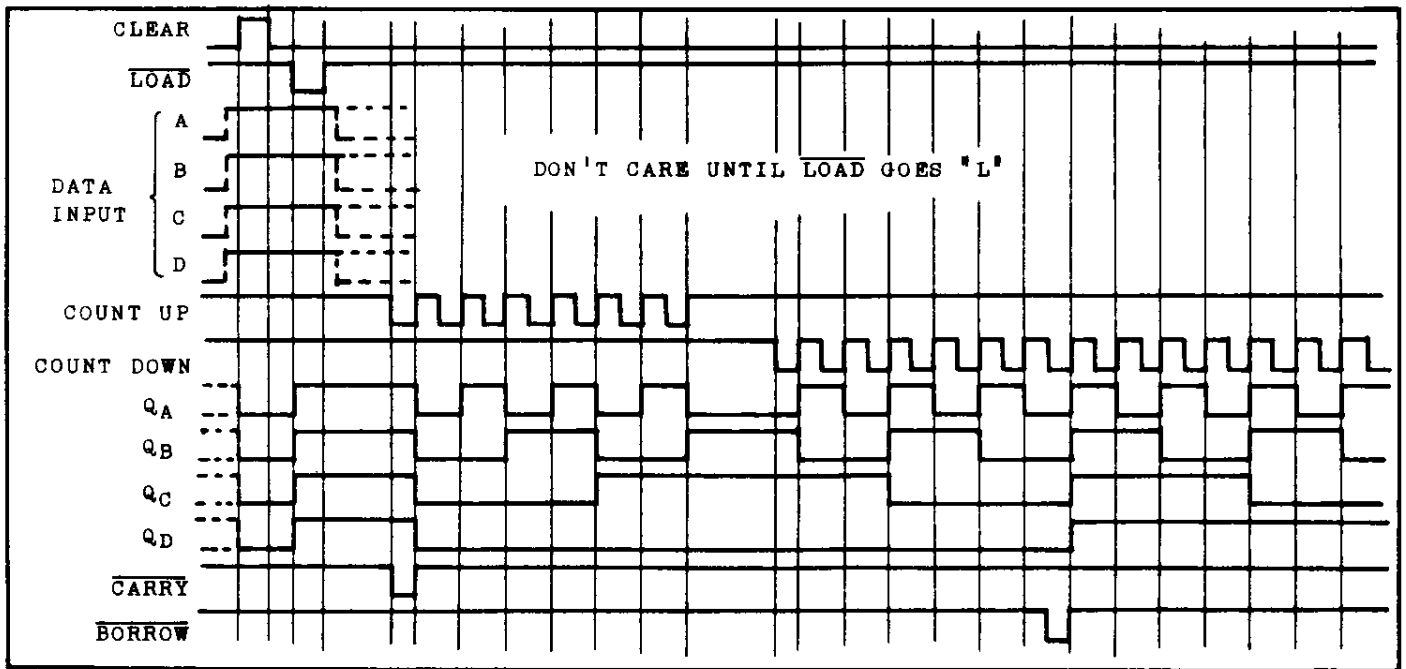 CLEAR
LOAD
A
B
DATA
INPUT
C
D
DON'T CARE UNTIL LOAD GOES "L"
COUNT UP
COUNT DOWN
QA
QB
QC
QD
CARRY
BORROW